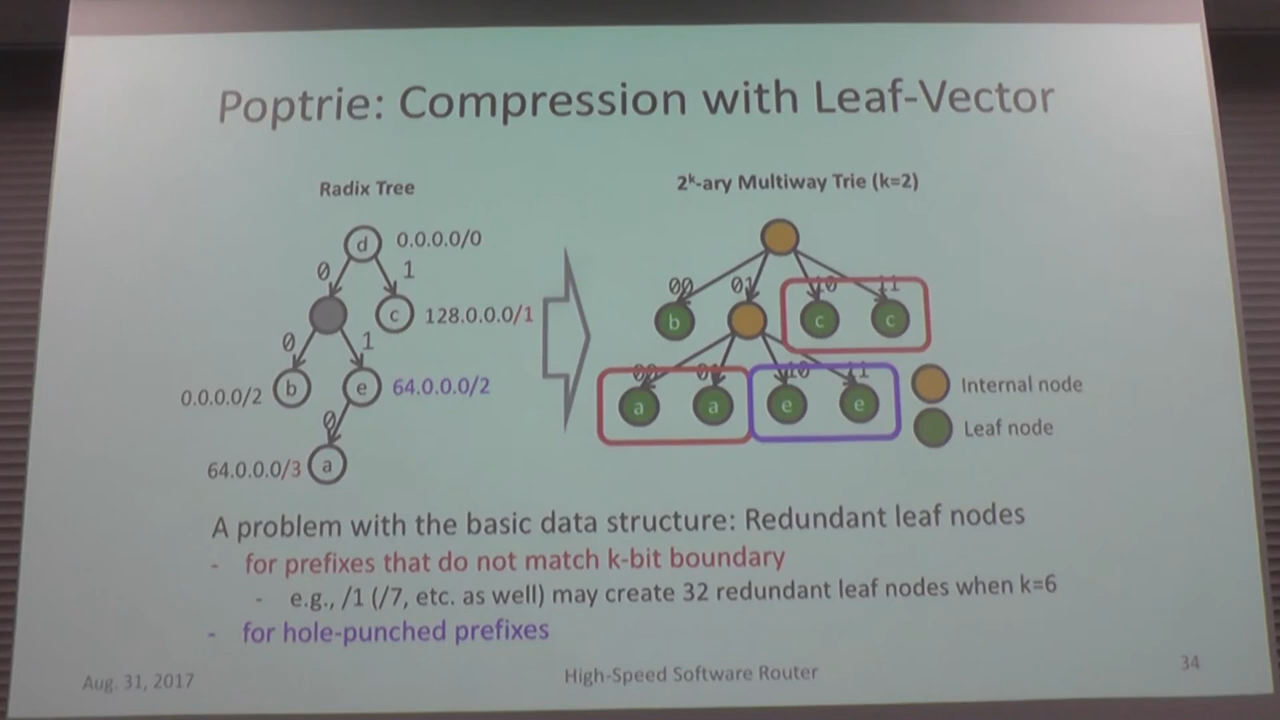 Poptrie: Compression with Leaf-Vector
Radix Tree
2k-ary Multiway Trie (k=2)
d 0.0.0.0/0
0 1
c 128.0.0.0/1
0 1
0.0.0.0/2 b e 64.0.0.0/2
0
64.0.0.0/3 a
00 01 10 11
b c c
00 01 10 11
a a e e
Internal node
Leaf node
A problem with the basic data structure: Redundant leaf nodes
- for prefixes that do not match k-bit boundary
- e.g., /1 (/7, etc. as well) may create 32 redundant leaf nodes when k=6
- for hole-punched prefixes
Aug. 31, 2017
High-Speed Software Router
34